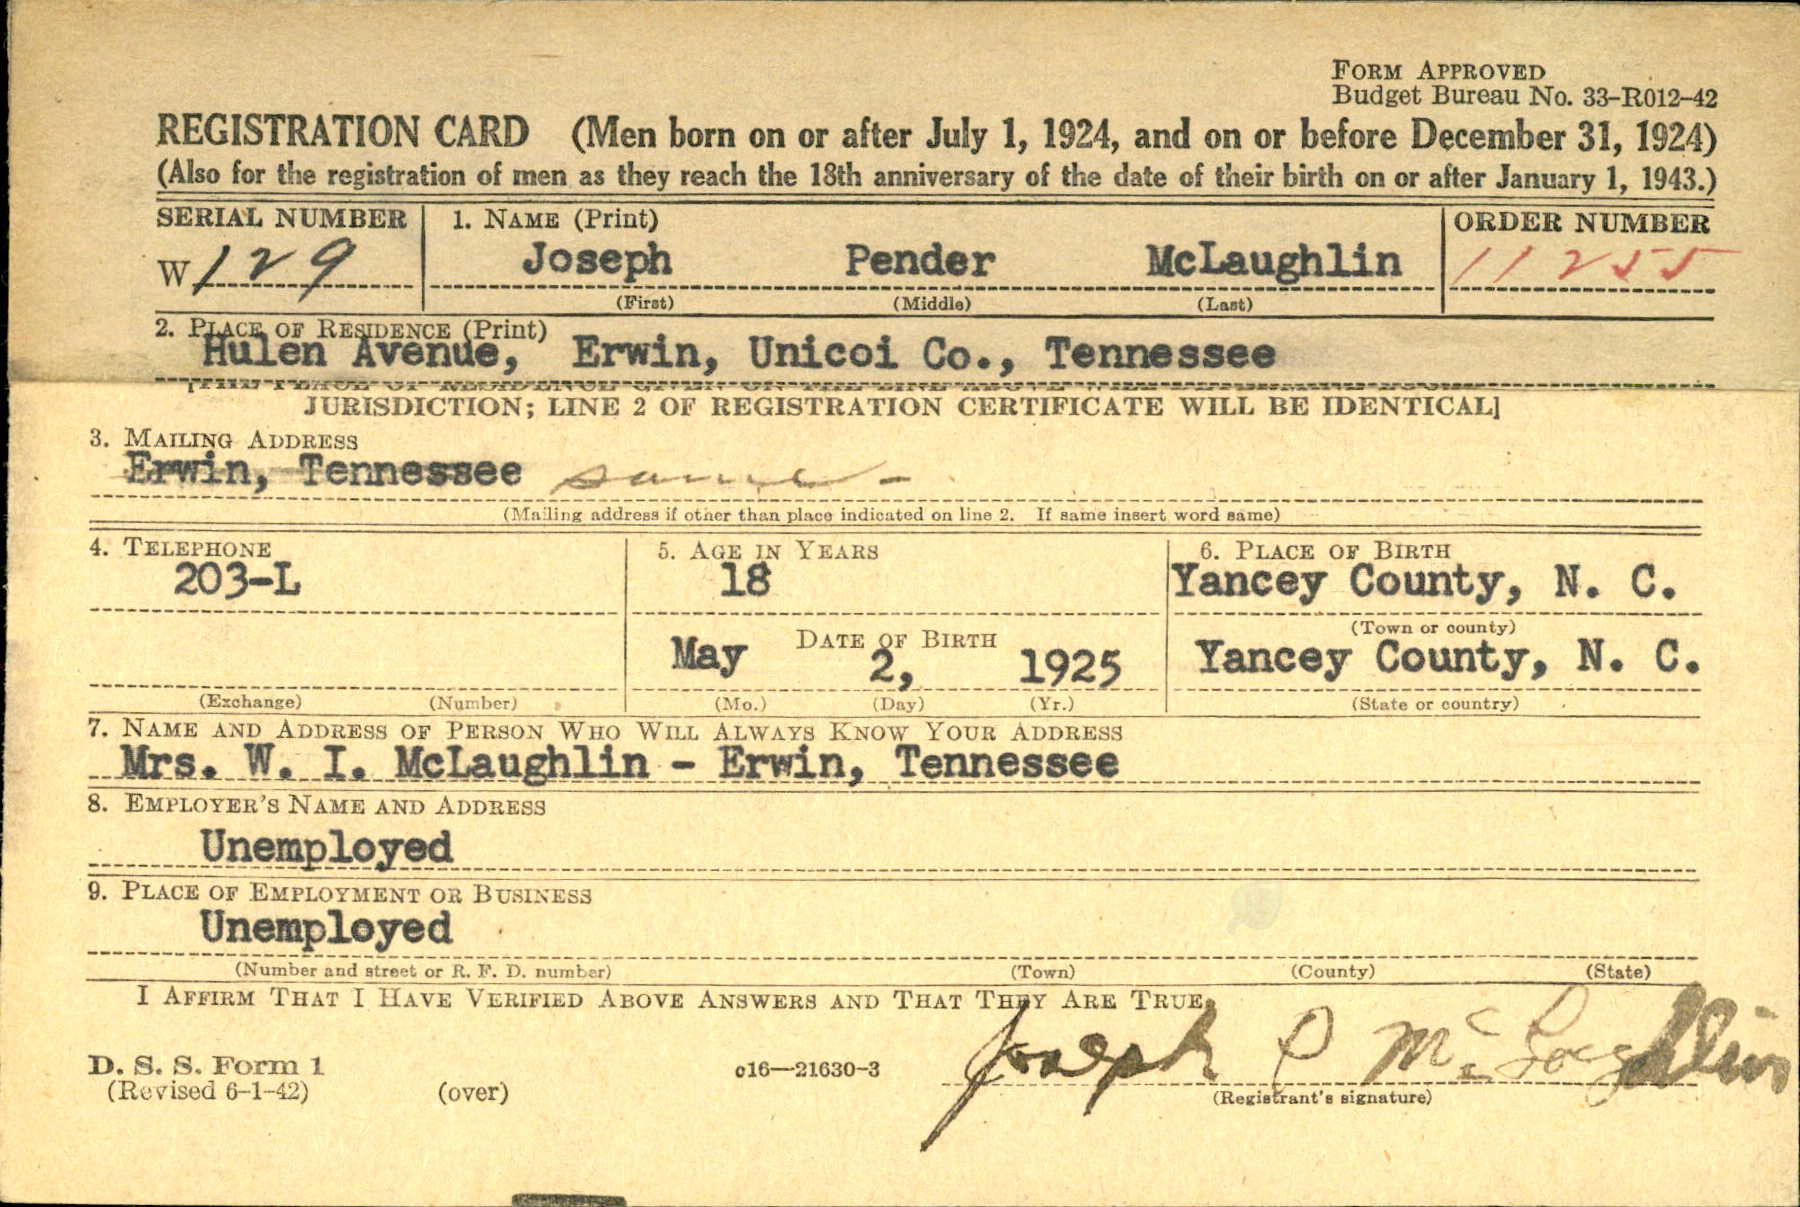 FORM APPROVED
Budget Bureau No. 33-R012-42
REGISTRATION CARD (Men born on or after July 1, 1924, and on or before December 31, 1924)
(Also for the registration of men as they reach the 18th anniversary of the date of their birth on or after January 1, 1943.)
SERIAL NUMBER 1. NAME (Print) ORDER NUMBER
W 129 Joseph Pender McLaughlin 11255
(First) (Middle) (Last)
2. PLACE OF RESIDENCE (Print)
Hulen Avenue, Erwin, Unicoi Co., Tennessee
JURISDICTION; LINE 2 OF REGISTRATION CERTIFICATE WILL BE IDENTICAL]
3. MAILING ADDRESS
Erwin, Tennessee same -
(Mailing address if other than place indicated on line 2. If same insert word same)
4. TELEPHONE 5. AGE IN YEARS 6. PLACE OF BIRTH
203-L 18 Yancey County, N. C.
(Town or county)
DATE OF BIRTH
May 2, 1925 Yancey County, N. C.
(Exchange) (Number) (Mo.) (Day) (Yr.) (State or country)
7. NAME AND ADDRESS OF PERSON WHO WILL ALWAYS KNOW YOUR ADDRESS
Mrs. W. I. McLaughlin - Erwin, Tennessee
8. EMPLOYER'S NAME AND ADDRESS
Unemployed
9. PLACE OF EMPLOYMENT OR BUSINESS
Unemployed
(Number and street or R. F. D. number) (Town) (County) (State)
I AFFIRM THAT I HAVE VERIFIED ABOVE ANSWERS AND THAT THEY ARE TRUE.
Joseph P McLaughlin
D. S. S. Form 1 c16—21630-3
(Revised 6-1-42) (over) (Registrant's signature)